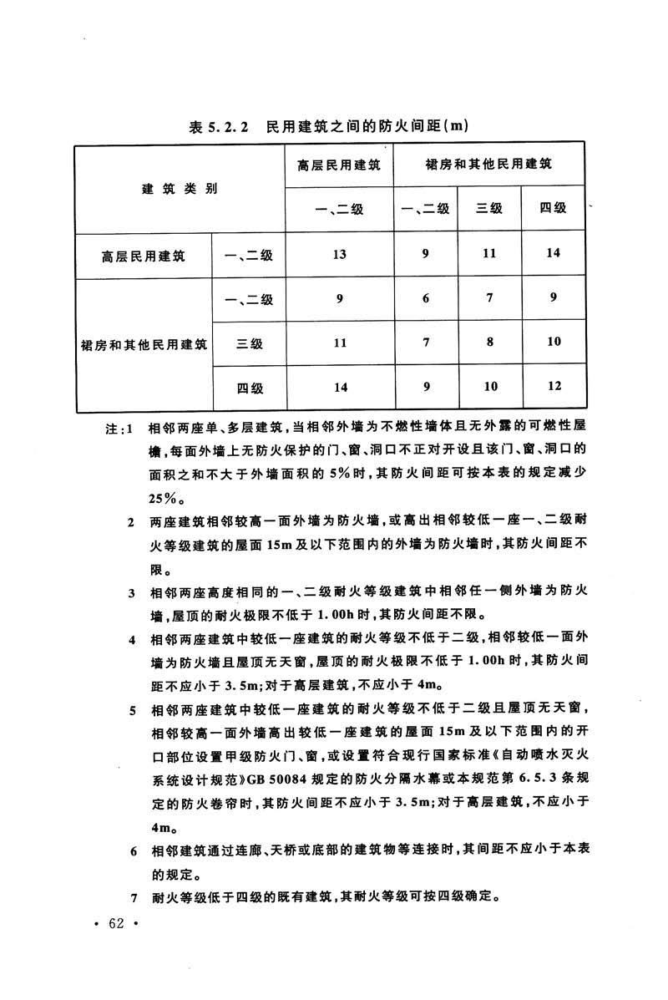 表 5. 2. 2 民用建筑之间的防火间距(m)
建 筑 类 别 高层民用建筑 裙房和其他民用建筑
一、二级 一、二级 三级 四级
高层民用建筑 一、二级 13 9 11 14
裙房和其他民用建筑 一、二级 9 6 7 9
三级 11 7 8 10
四级 14 9 10 12
注:1 相邻两座单、多层建筑,当相邻外墙为不燃性墙体且无外露的可燃性屋
檐,每面外墙上无防火保护的门、窗、洞口不正对开设且该门、窗、洞口的
面积之和不大于外墙面积的 5%时,其防火间距可按本表的规定减少
25%。
2 两座建筑相邻较高一面外墙为防火墙,或高出相邻较低一座一、二级耐
火等级建筑的屋面 15m 及以下范围内的外墙为防火墙时,其防火间距不
限。
3 相邻两座高度相同的一、二级耐火等级建筑中相邻任一侧外墙为防火
墙,屋顶的耐火极限不低于 1. 00h 时,其防火间距不限。
4 相邻两座建筑中较低一座建筑的耐火等级不低于二级,相邻较低一面外
墙为防火墙且屋顶无天窗,屋顶的耐火极限不低于 1. 00h 时,其防火间
距不应小于 3. 5m;对于高层建筑,不应小于 4m。
5 相邻两座建筑中较低一座建筑的耐火等级不低于二级且屋顶无天窗,
相邻较高一面外墙高出较低一座建筑的屋面 15m 及以下范围内的开
口部位设置甲级防火门、窗,或设置符合现行国家标准《自动喷水灭火
系统设计规范》GB 50084 规定的防火分隔水幕或本规范第 6. 5. 3 条规
定的防火卷帘时,其防火间距不应小于 3. 5m;对于高层建筑,不应小于
4m。
6 相邻建筑通过连廊、天桥或底部的建筑物等连接时,其间距不应小于本表
的规定。
7 耐火等级低于四级的既有建筑,其耐火等级可按四级确定。
· 62 ·